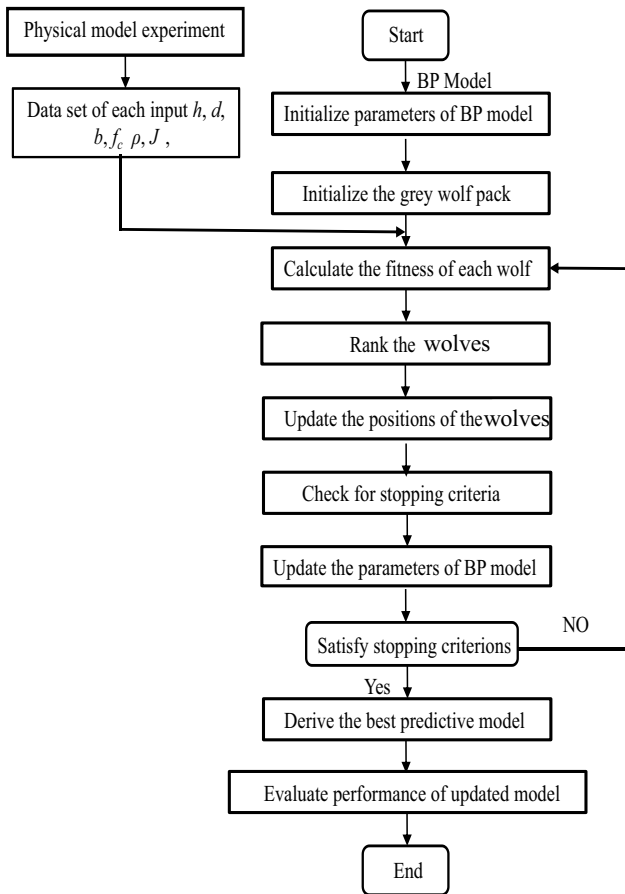 Physical model experiment
Data set of each input h, d,
b, f_c ρ, J ,
Start
BP Model
Initialize parameters of BP model
Initialize the grey wolf pack
Calculate the fitness of each wolf
Rank the wolves
Update the positions of the wolves
Check for stopping criteria
Update the parameters of BP model
Satisfy stopping criterions
NO
Yes
Derive the best predictive model
Evaluate performance of updated model
End